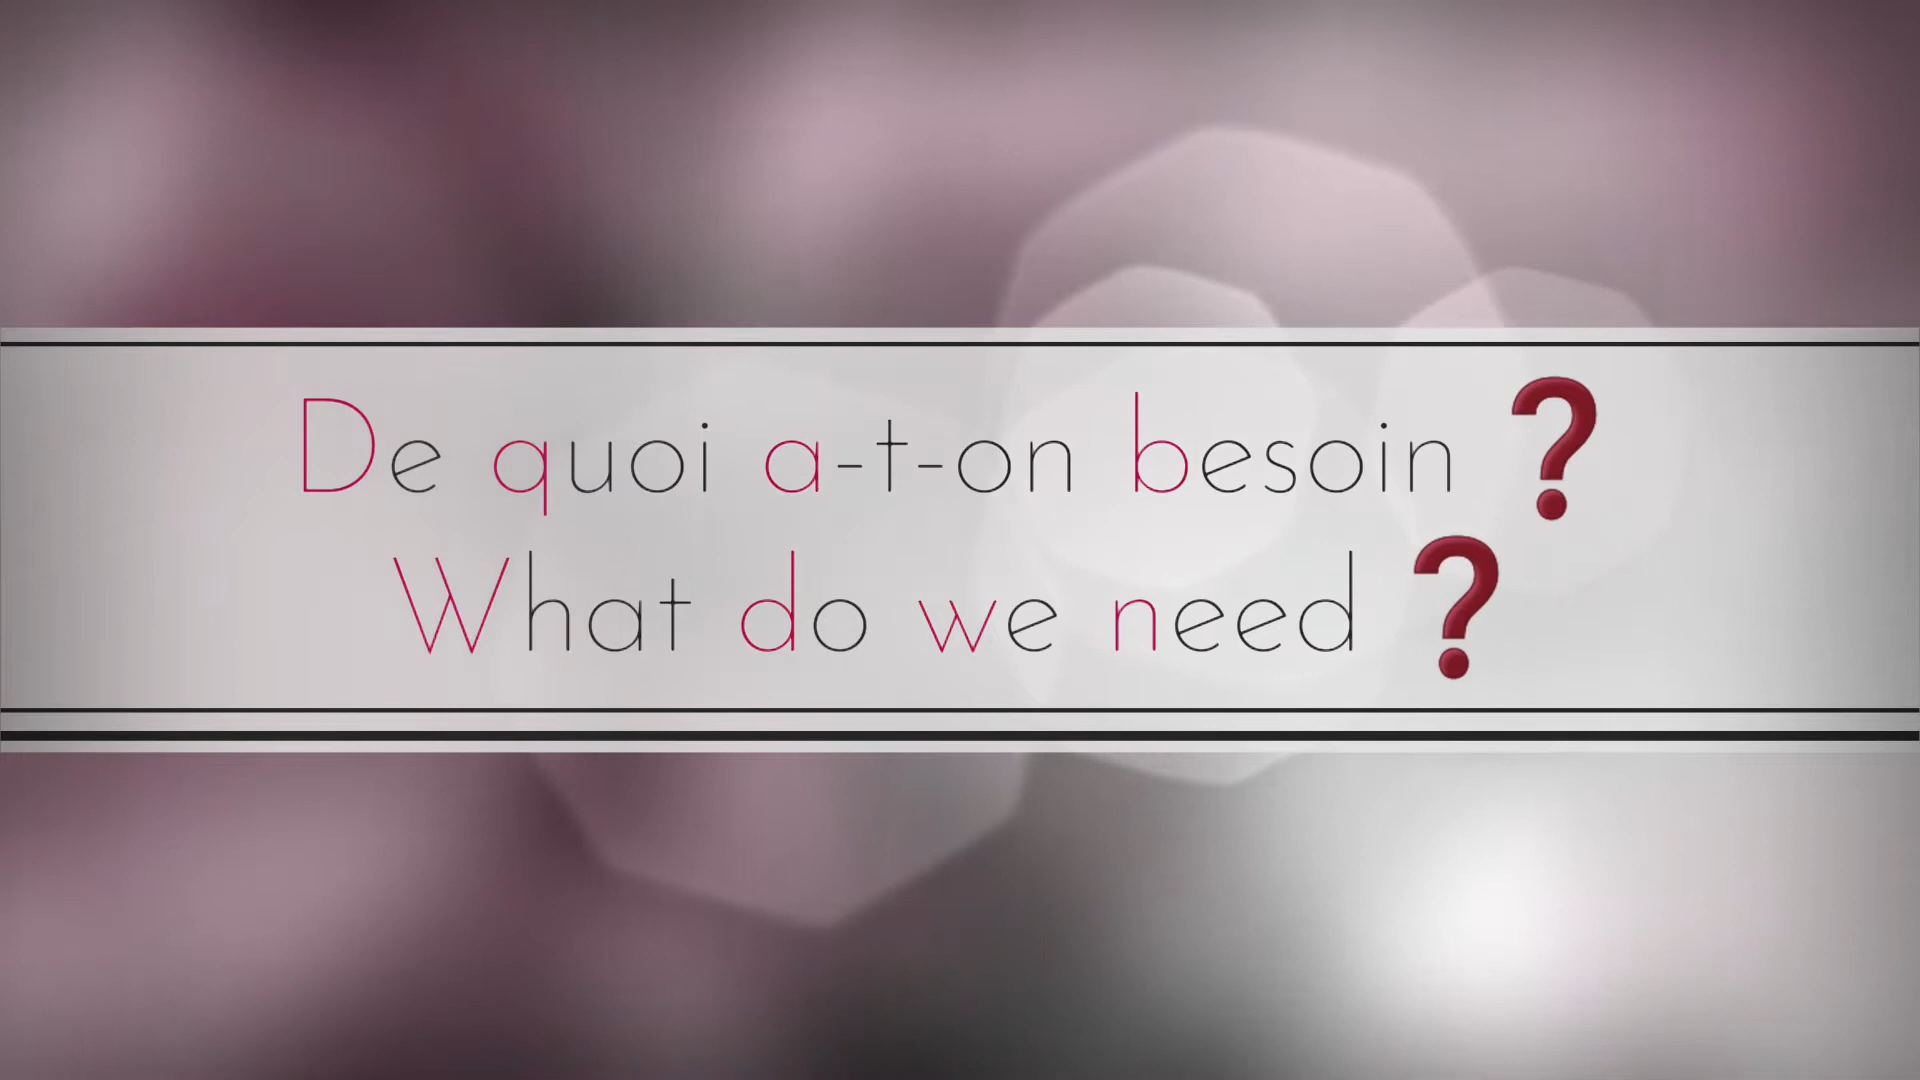 De quoi a-t-on besoin ❓
What do we need ❓